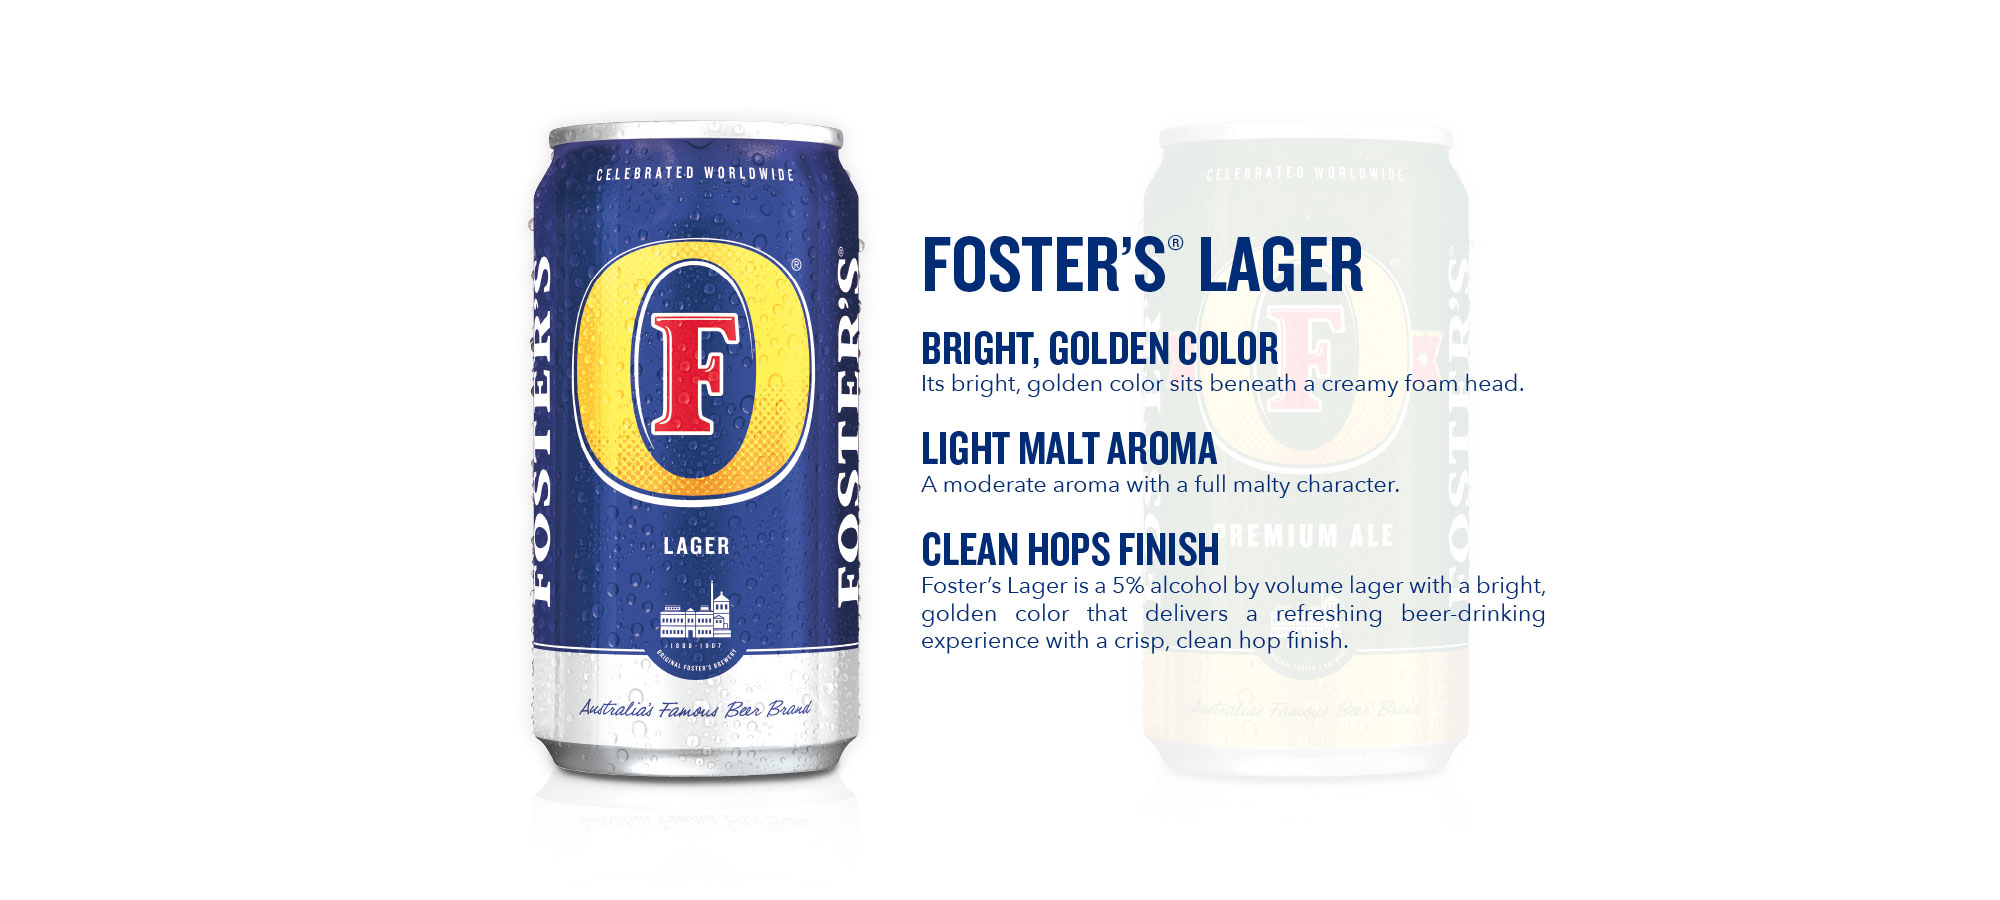 CELEBRATED WORLDWIDE
FOSTER'S
®
F
®
FOSTER'S
LAGER
1888-1907
ORIGINAL FOSTER'S BREWERY
Australia's Famous Beer Brand
FOSTER'S® LAGER
BRIGHT, GOLDEN COLOR
Its bright, golden color sits beneath a creamy foam head.
LIGHT MALT AROMA
A moderate aroma with a full malty character.
CLEAN HOPS FINISH
Foster's Lager is a 5% alcohol by volume lager with a bright,
golden color that delivers a refreshing beer-drinking
experience with a crisp, clean hop finish.
CELEBRATED WORLDWIDE
F
FOSTER'S
PREMIUM ALE
Australia's Famous Beer Brand